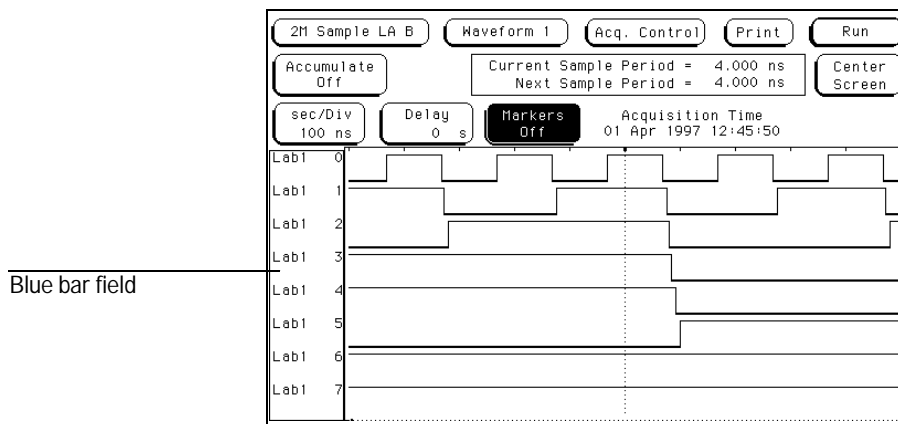 2M Sample LA B Waveform 1 Acq. Control Print Run
Accumulate
Off
Current Sample Period = 4.000 ns
Next Sample Period = 4.000 ns
Center
Screen
sec/Div
100 ns
Delay
0 s
Markers
Off
Acquisition Time
01 Apr 1997 12:45:50
Lab1 0
Lab1 1
Lab1 2
Lab1 3
Blue bar field
Lab1 4
Lab1 5
Lab1 6
Lab1 7